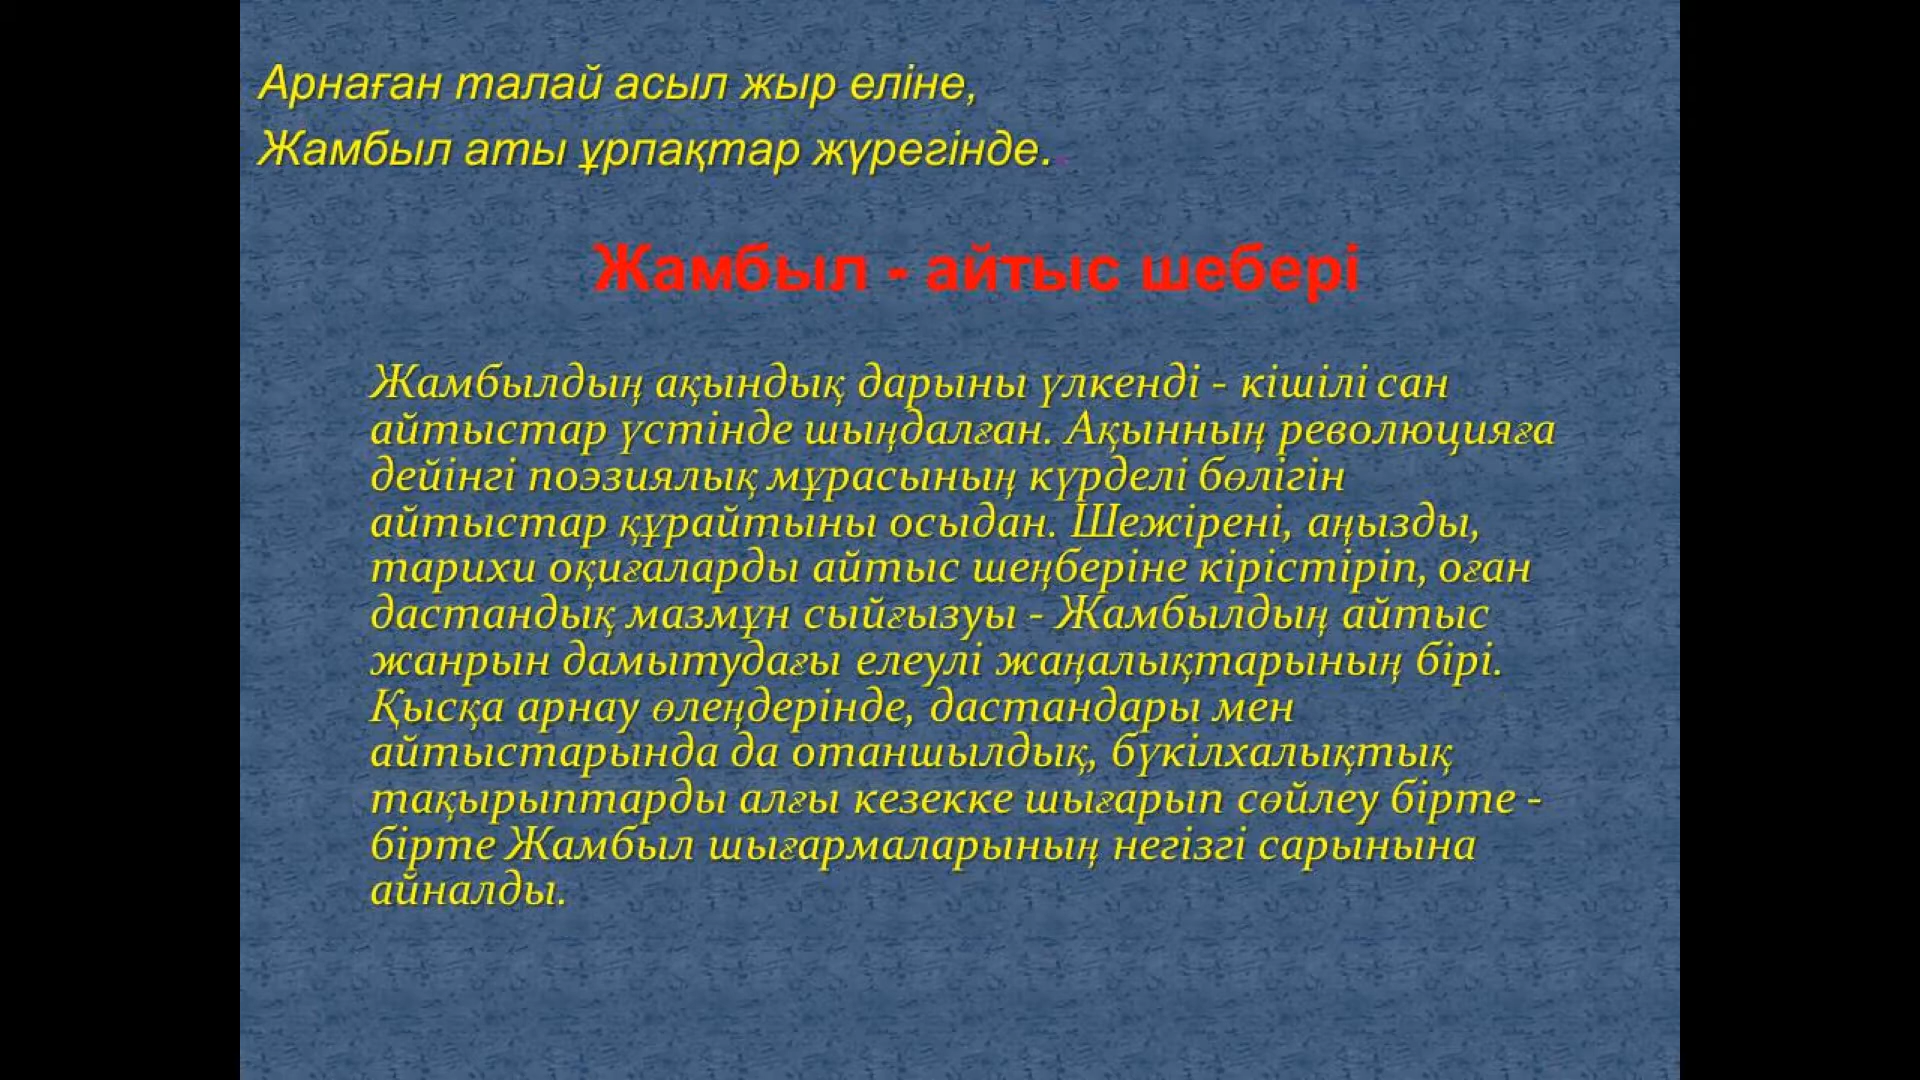 Арнаған талай асыл жыр еліне,
Жамбыл аты ұрпақтар жүрегінде..
Жамбыл - айтыс шебері
Жамбылдың ақындық дарыны үлкенді - кішілі сан
айтыстар үстінде шыңдалған. Ақынның революцияға
дейінгі поэзиялық мұрасының күрделі бөлігін
айтыстар құрайтыны осыдан. Шежірені, аңызды,
тарихи оқиғаларды айтыс шеңберіне кірістіріп, оған
дастандық мазмұн сыйғызуы - Жамбылдың айтыс
жанрын дамытудағы елеулі жаңалықтарының бірі.
Қысқа арнау өлеңдерінде, дастандары мен
айтыстарында да отаншылдық, бүкілхалықтық
тақырыптарды алғы кезекке шығарып сөйлеу бірте -
бірте Жамбыл шығармаларының негізгі сарынына
айналды.